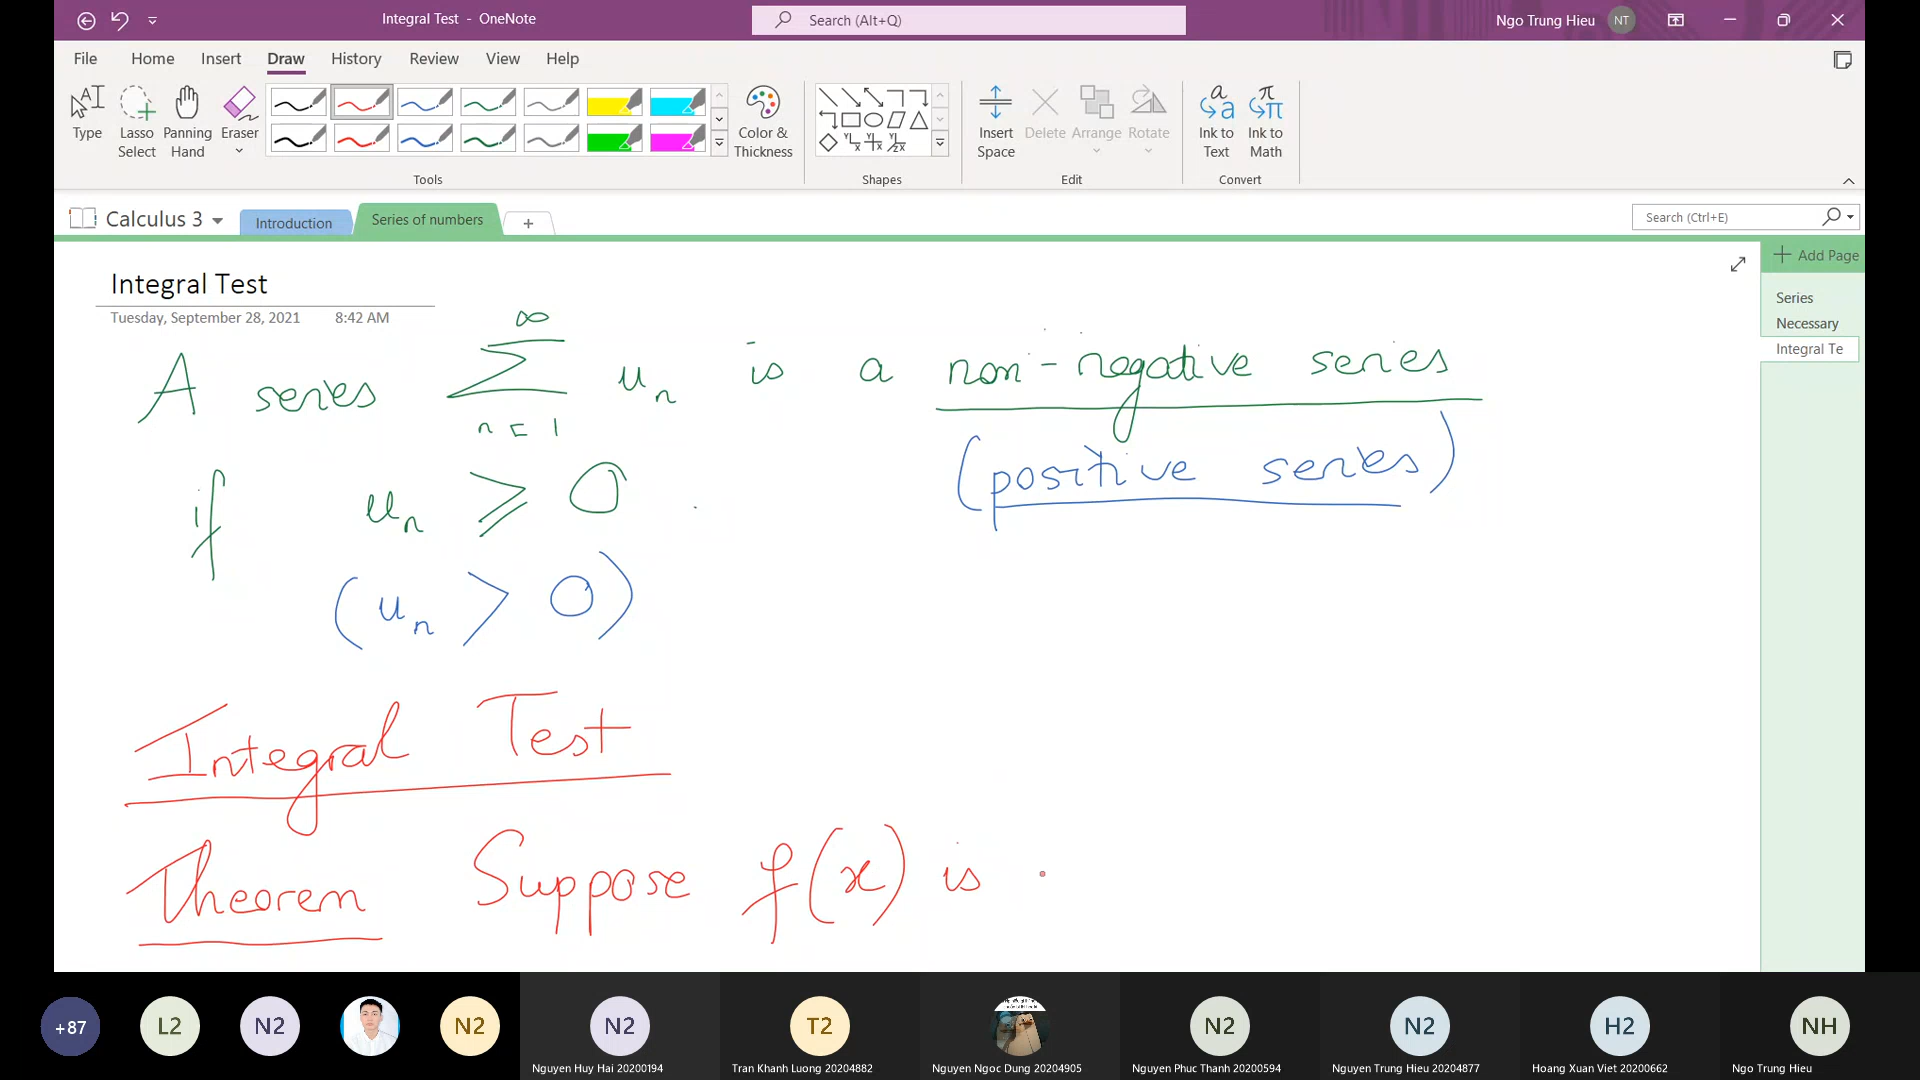 Integral Test - OneNote
Search (Alt+Q)
Ngo Trung Hieu NT
File Home Insert Draw History Review View Help
Type
Lasso Select
Panning Hand
Eraser
Color & Thickness
Insert Space
Delete
Arrange
Rotate
Ink to Text
Ink to Math
Tools Shapes Edit Convert
Calculus 3 Introduction Series of numbers +
Search (Ctrl+E)
Add Page
Series
Necessary
Integral Te
Integral Test
Tuesday, September 28, 2021 8:42 AM
A series ∑_{n=1}^{∞} u_n is a non-negative series
(positive series)
if u_n ⩾ 0
(u_n > 0)
Integral Test
Theorem Suppose f(x) is
+87 L2 N2 N2 N2 T2 N2 N2 H2 NH
Nguyen Huy Hai 20200194
Tran Khanh Luong 20204882
Nguyen Ngoc Dung 20204905
Nguyen Phuc Thanh 20200594
Nguyen Trung Hieu 20204877
Hoang Xuan Viet 20200662
Ngo Trung Hieu